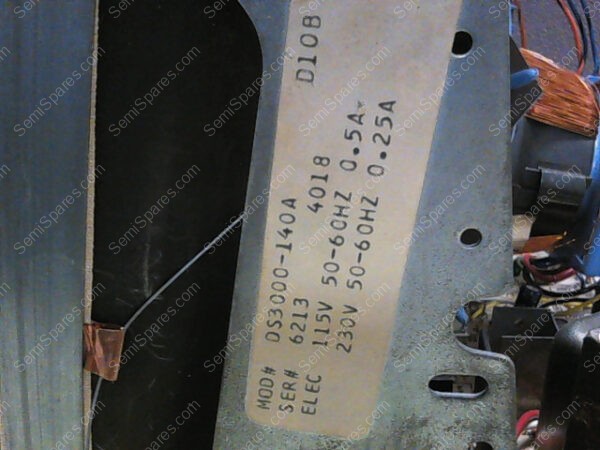 MOD# DS3000-140A D10B
SER# 6213 4018
ELEC 115V 50-60HZ 0.5A
230V 50-60HZ 0.25A
SemiSpares.com